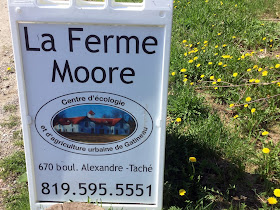 La Ferme
Moore
Centre d'écologie
et d'agriculture urbaine de Gatineau
670 boul. Alexandre -Taché
819.595.5551